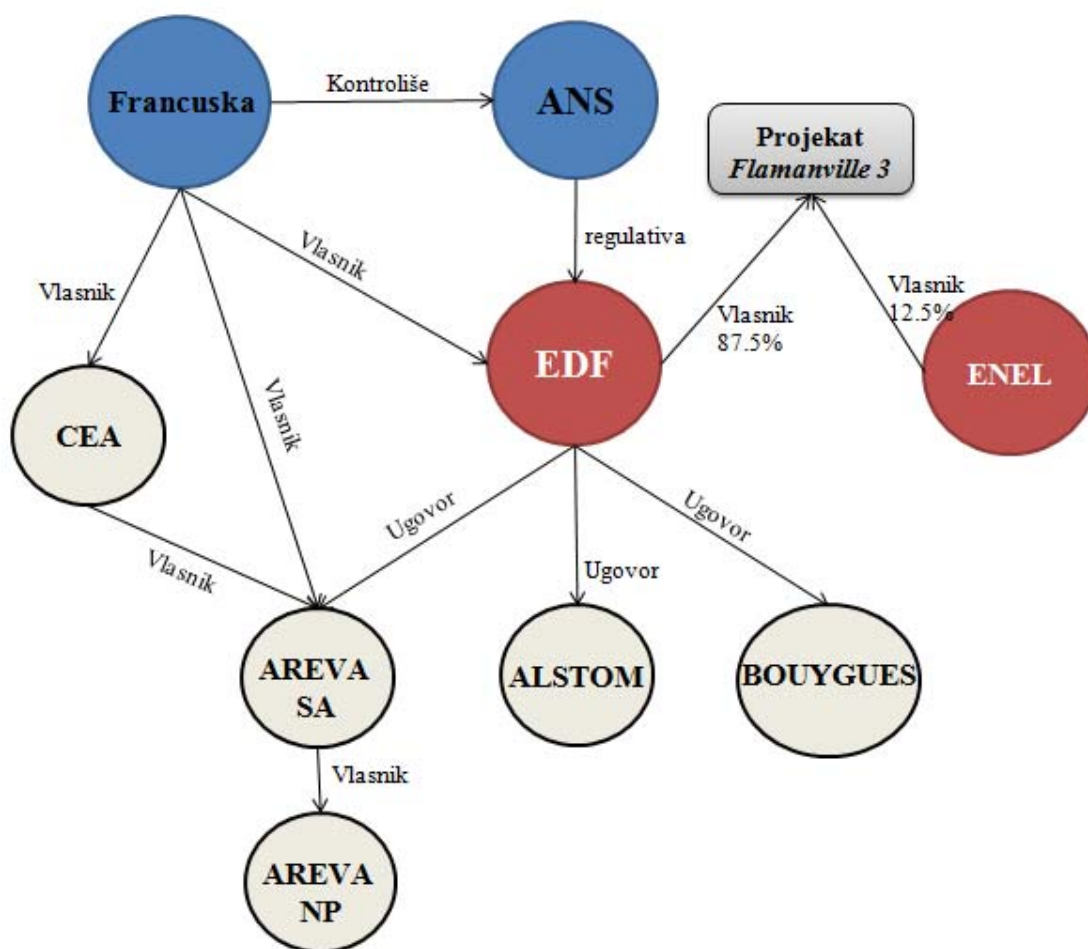 Francuska
Kontroliše
ANS
Projekat
Flamanville 3
Vlasnik
Vlasnik
regulativa
Vlasnik
87.5%
Vlasnik
12.5%
EDF
ENEL
CEA
Vlasnik
Vlasnik
Ugovor
Ugovor
Ugovor
AREVA
SA
ALSTOM
BOUYGUES
Vlasnik
AREVA
NP